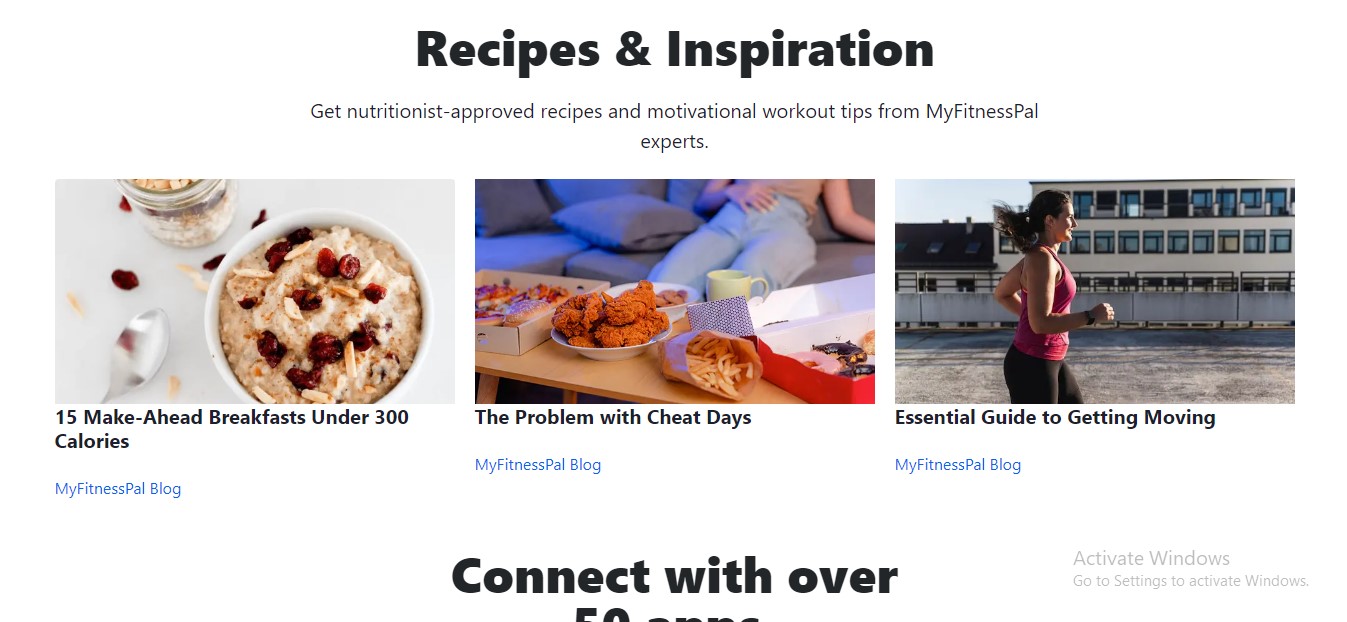 Recipes & Inspiration
Get nutritionist-approved recipes and motivational workout tips from MyFitnessPal
experts.
15 Make-Ahead Breakfasts Under 300
Calories
MyFitnessPal Blog
The Problem with Cheat Days
MyFitnessPal Blog
Essential Guide to Getting Moving
MyFitnessPal Blog
Connect with over
50 apps
Activate Windows
Go to Settings to activate Windows.